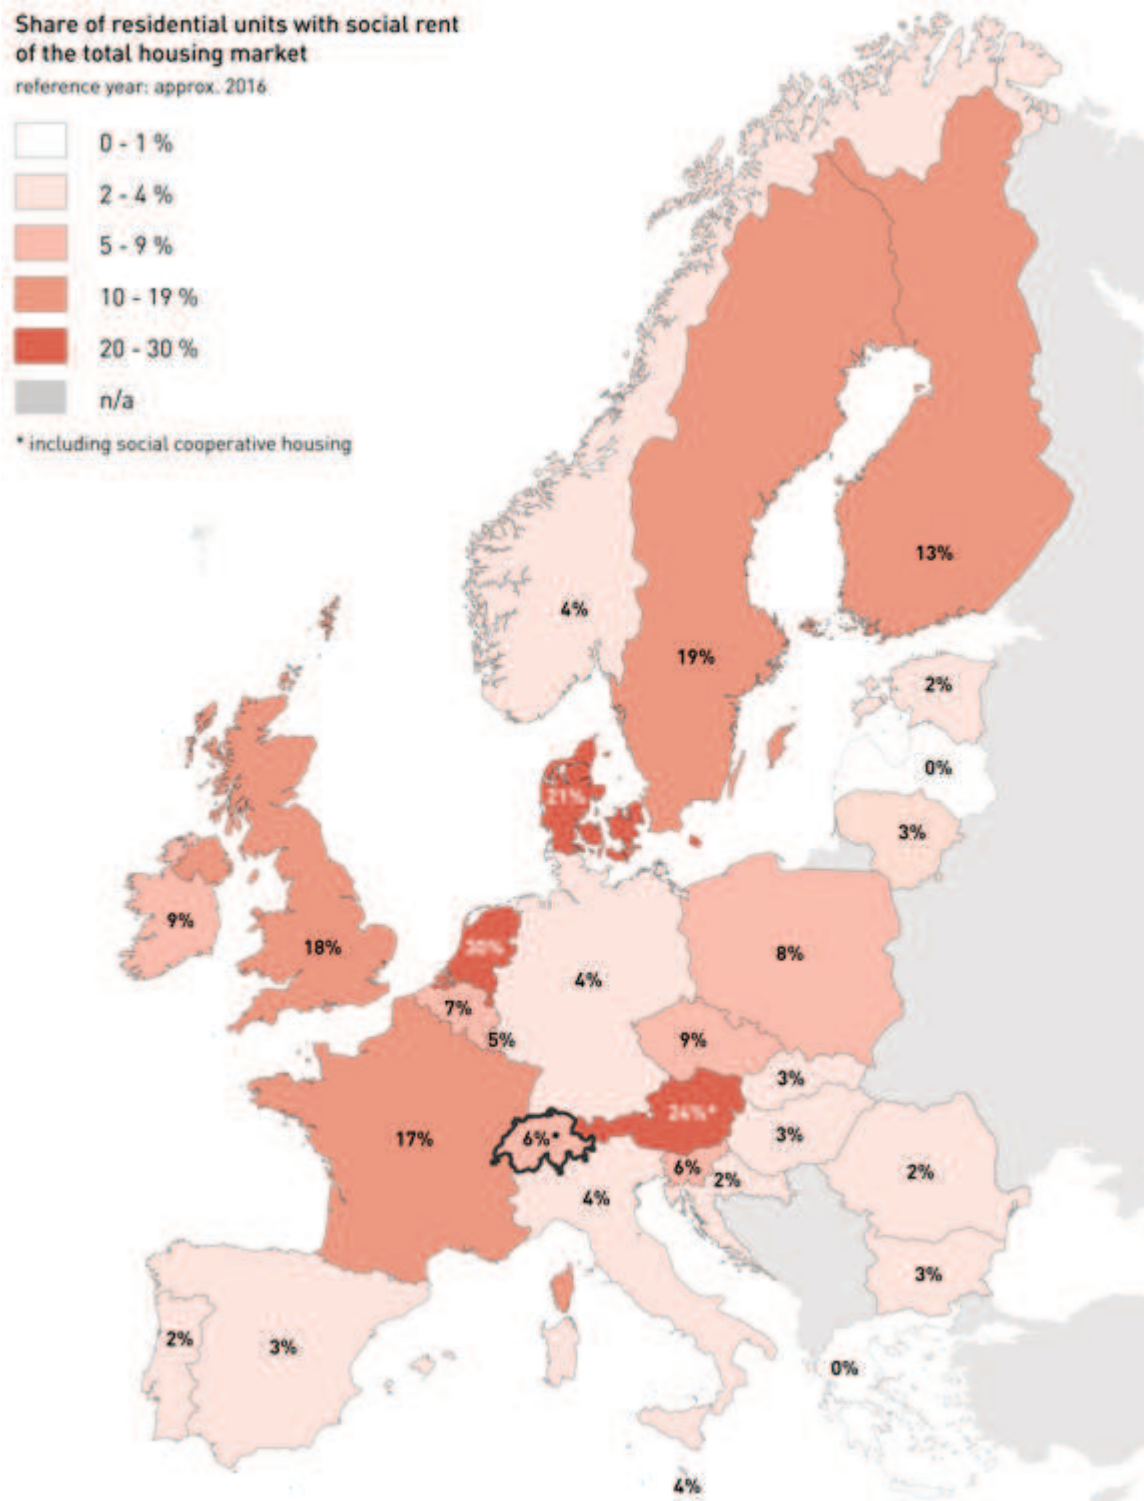 Share of residential units with social rent
of the total housing market
reference year: approx. 2016
0 - 1 %
2 - 4 %
5 - 9 %
10 - 19 %
20 - 30 %
n/a
* including social cooperative housing
13%
4%
19%
2%
0%
21%
3%
9%
18%
30%
8%
4%
7%
5%
9%
3%
24%*
17%
6%*
3%
6%
2%
2%
4%
3%
2%
3%
0%
4%